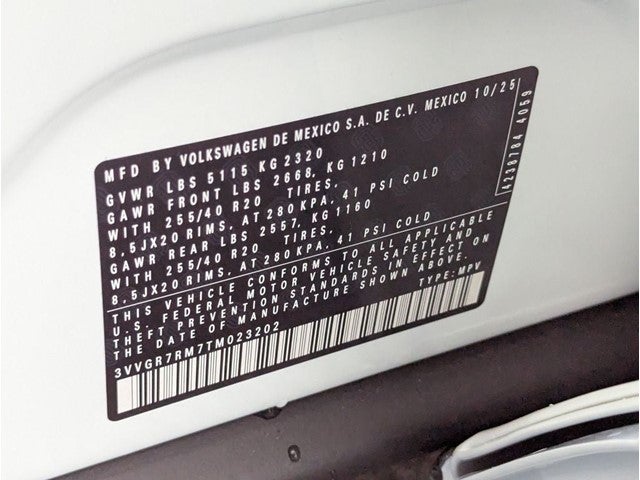 MFD BY VOLKSWAGEN DE MEXICO S.A. DE C.V. MEXICO 10/25
GVWR LBS 5115 KG 2320
GAWR FRONT LBS 2668, KG 1210
WITH 255/40 R20 TIRES,
8.5JX20 RIMS, AT 280 KPA, 41 PSI COLD
GAWR REAR LBS 2557, KG 1160
WITH 255/40 R20 TIRES,
8.5JX20 RIMS, AT 280 KPA, 41 PSI COLD
THIS VEHICLE CONFORMS TO ALL APPLICABLE
U.S. FEDERAL MOTOR VEHICLE SAFETY AND
THEFT PREVENTION STANDARDS IN EFFECT ON
THE DATE OF MANUFACTURE SHOWN ABOVE.
TYPE: MPV
3VVGR7RM7TM023202
4238784 4059